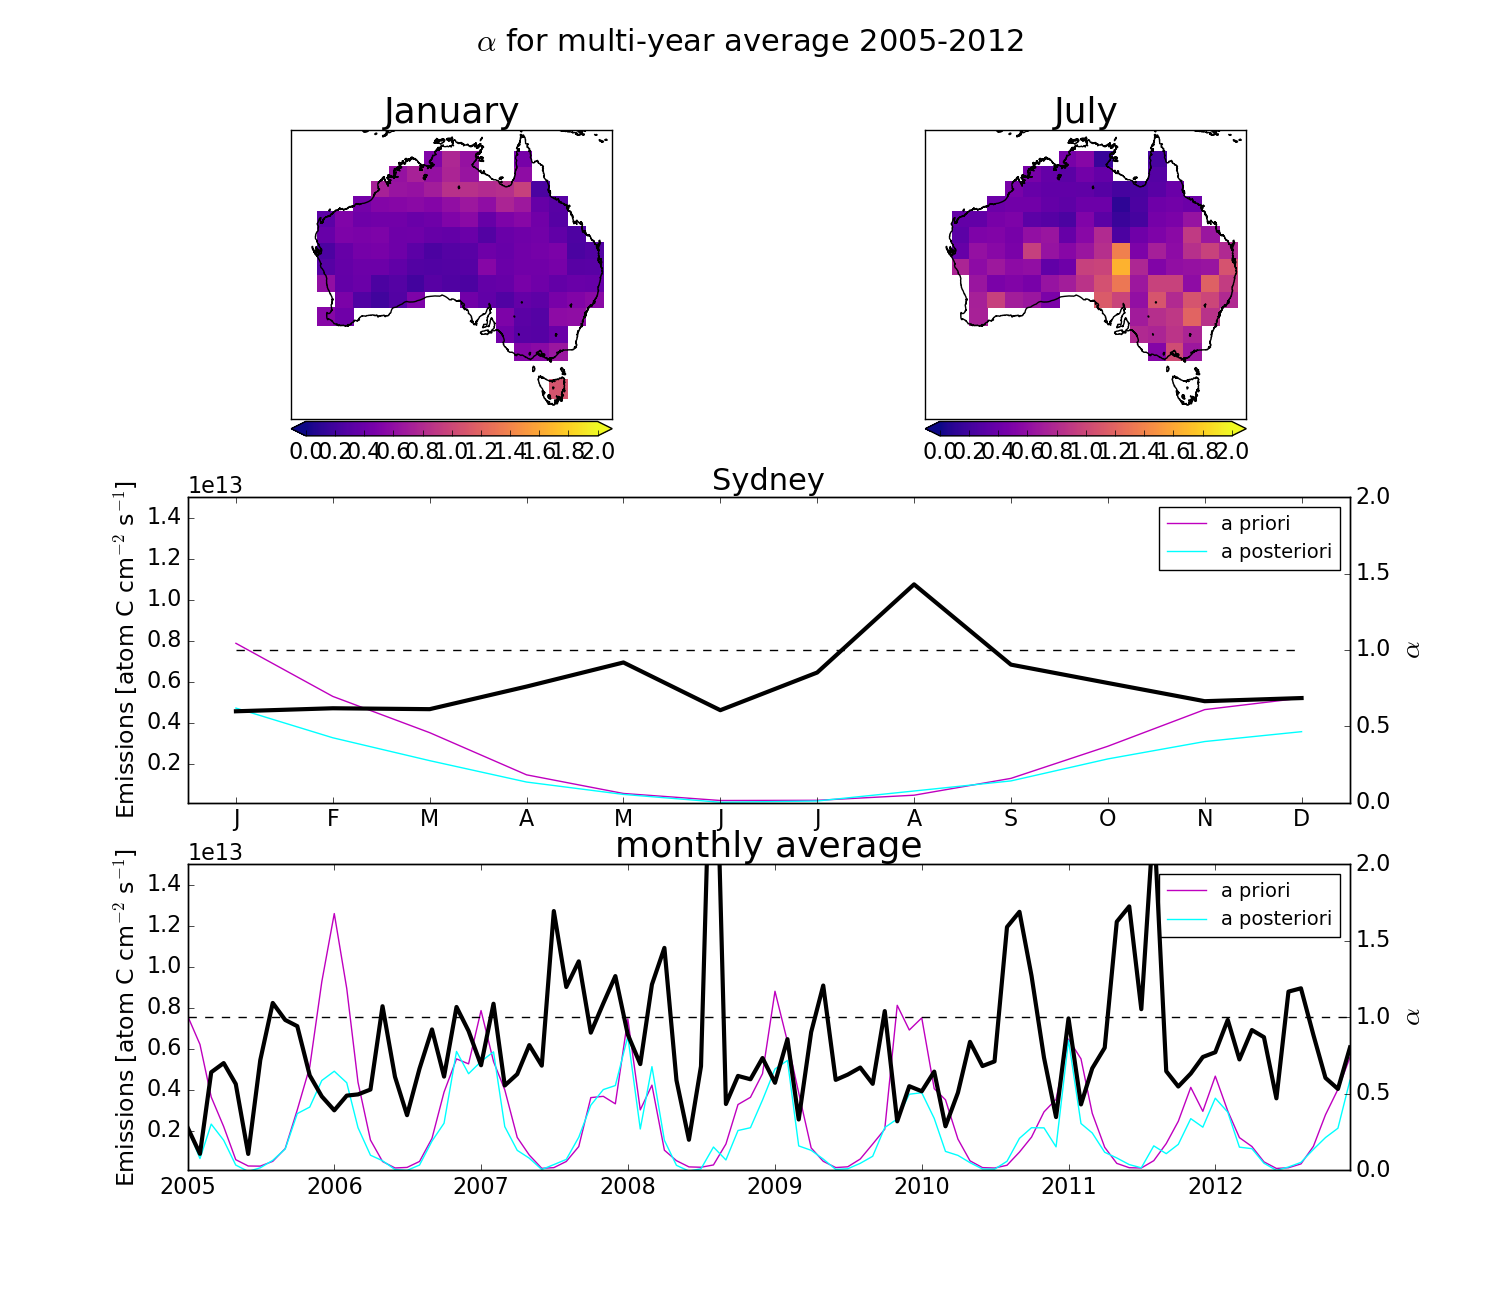 α for multi-year average 2005-2012
January
July
0.0 0.2 0.4 0.6 0.8 1.0 1.2 1.4 1.6 1.8 2.0
0.0 0.2 0.4 0.6 0.8 1.0 1.2 1.4 1.6 1.8 2.0
Sydney
1e13
1.4
1.2
1.0
0.8
0.6
0.4
0.2
Emissions [atom C cm⁻² s⁻¹]
2.0
1.5
1.0
0.5
0.0
α
a priori
a posteriori
J F M A M J J A S O N D
monthly average
1e13
1.4
1.2
1.0
0.8
0.6
0.4
0.2
Emissions [atom C cm⁻² s⁻¹]
2.0
1.5
1.0
0.5
0.0
α
a priori
a posteriori
2005 2006 2007 2008 2009 2010 2011 2012